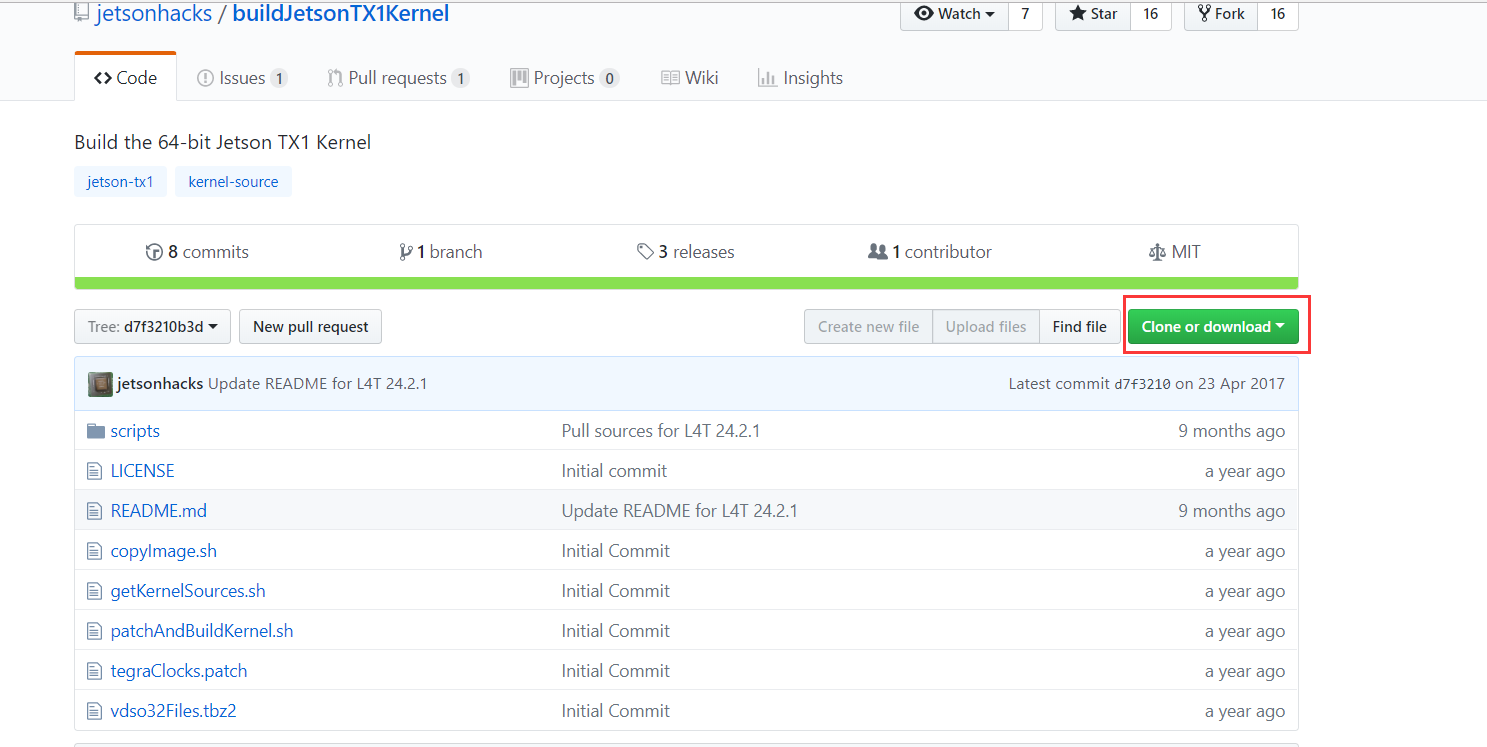 jetsonhacks / buildJetsonTX1Kernel Watch 7 Star 16 Fork 16
Code Issues 1 Pull requests 1 Projects 0 Wiki Insights
Build the 64-bit Jetson TX1 Kernel
jetson-tx1 kernel-source
8 commits 1 branch 3 releases 1 contributor MIT
Tree: d7f3210b3d New pull request Create new file Upload files Find file Clone or download
jetsonhacks Update README for L4T 24.2.1 Latest commit d7f3210 on 23 Apr 2017
scripts Pull sources for L4T 24.2.1 9 months ago
LICENSE Initial commit a year ago
README.md Update README for L4T 24.2.1 9 months ago
copyImage.sh Initial Commit a year ago
getKernelSources.sh Initial Commit a year ago
patchAndBuildKernel.sh Initial Commit a year ago
tegraClocks.patch Initial Commit a year ago
vdso32Files.tbz2 Initial Commit a year ago